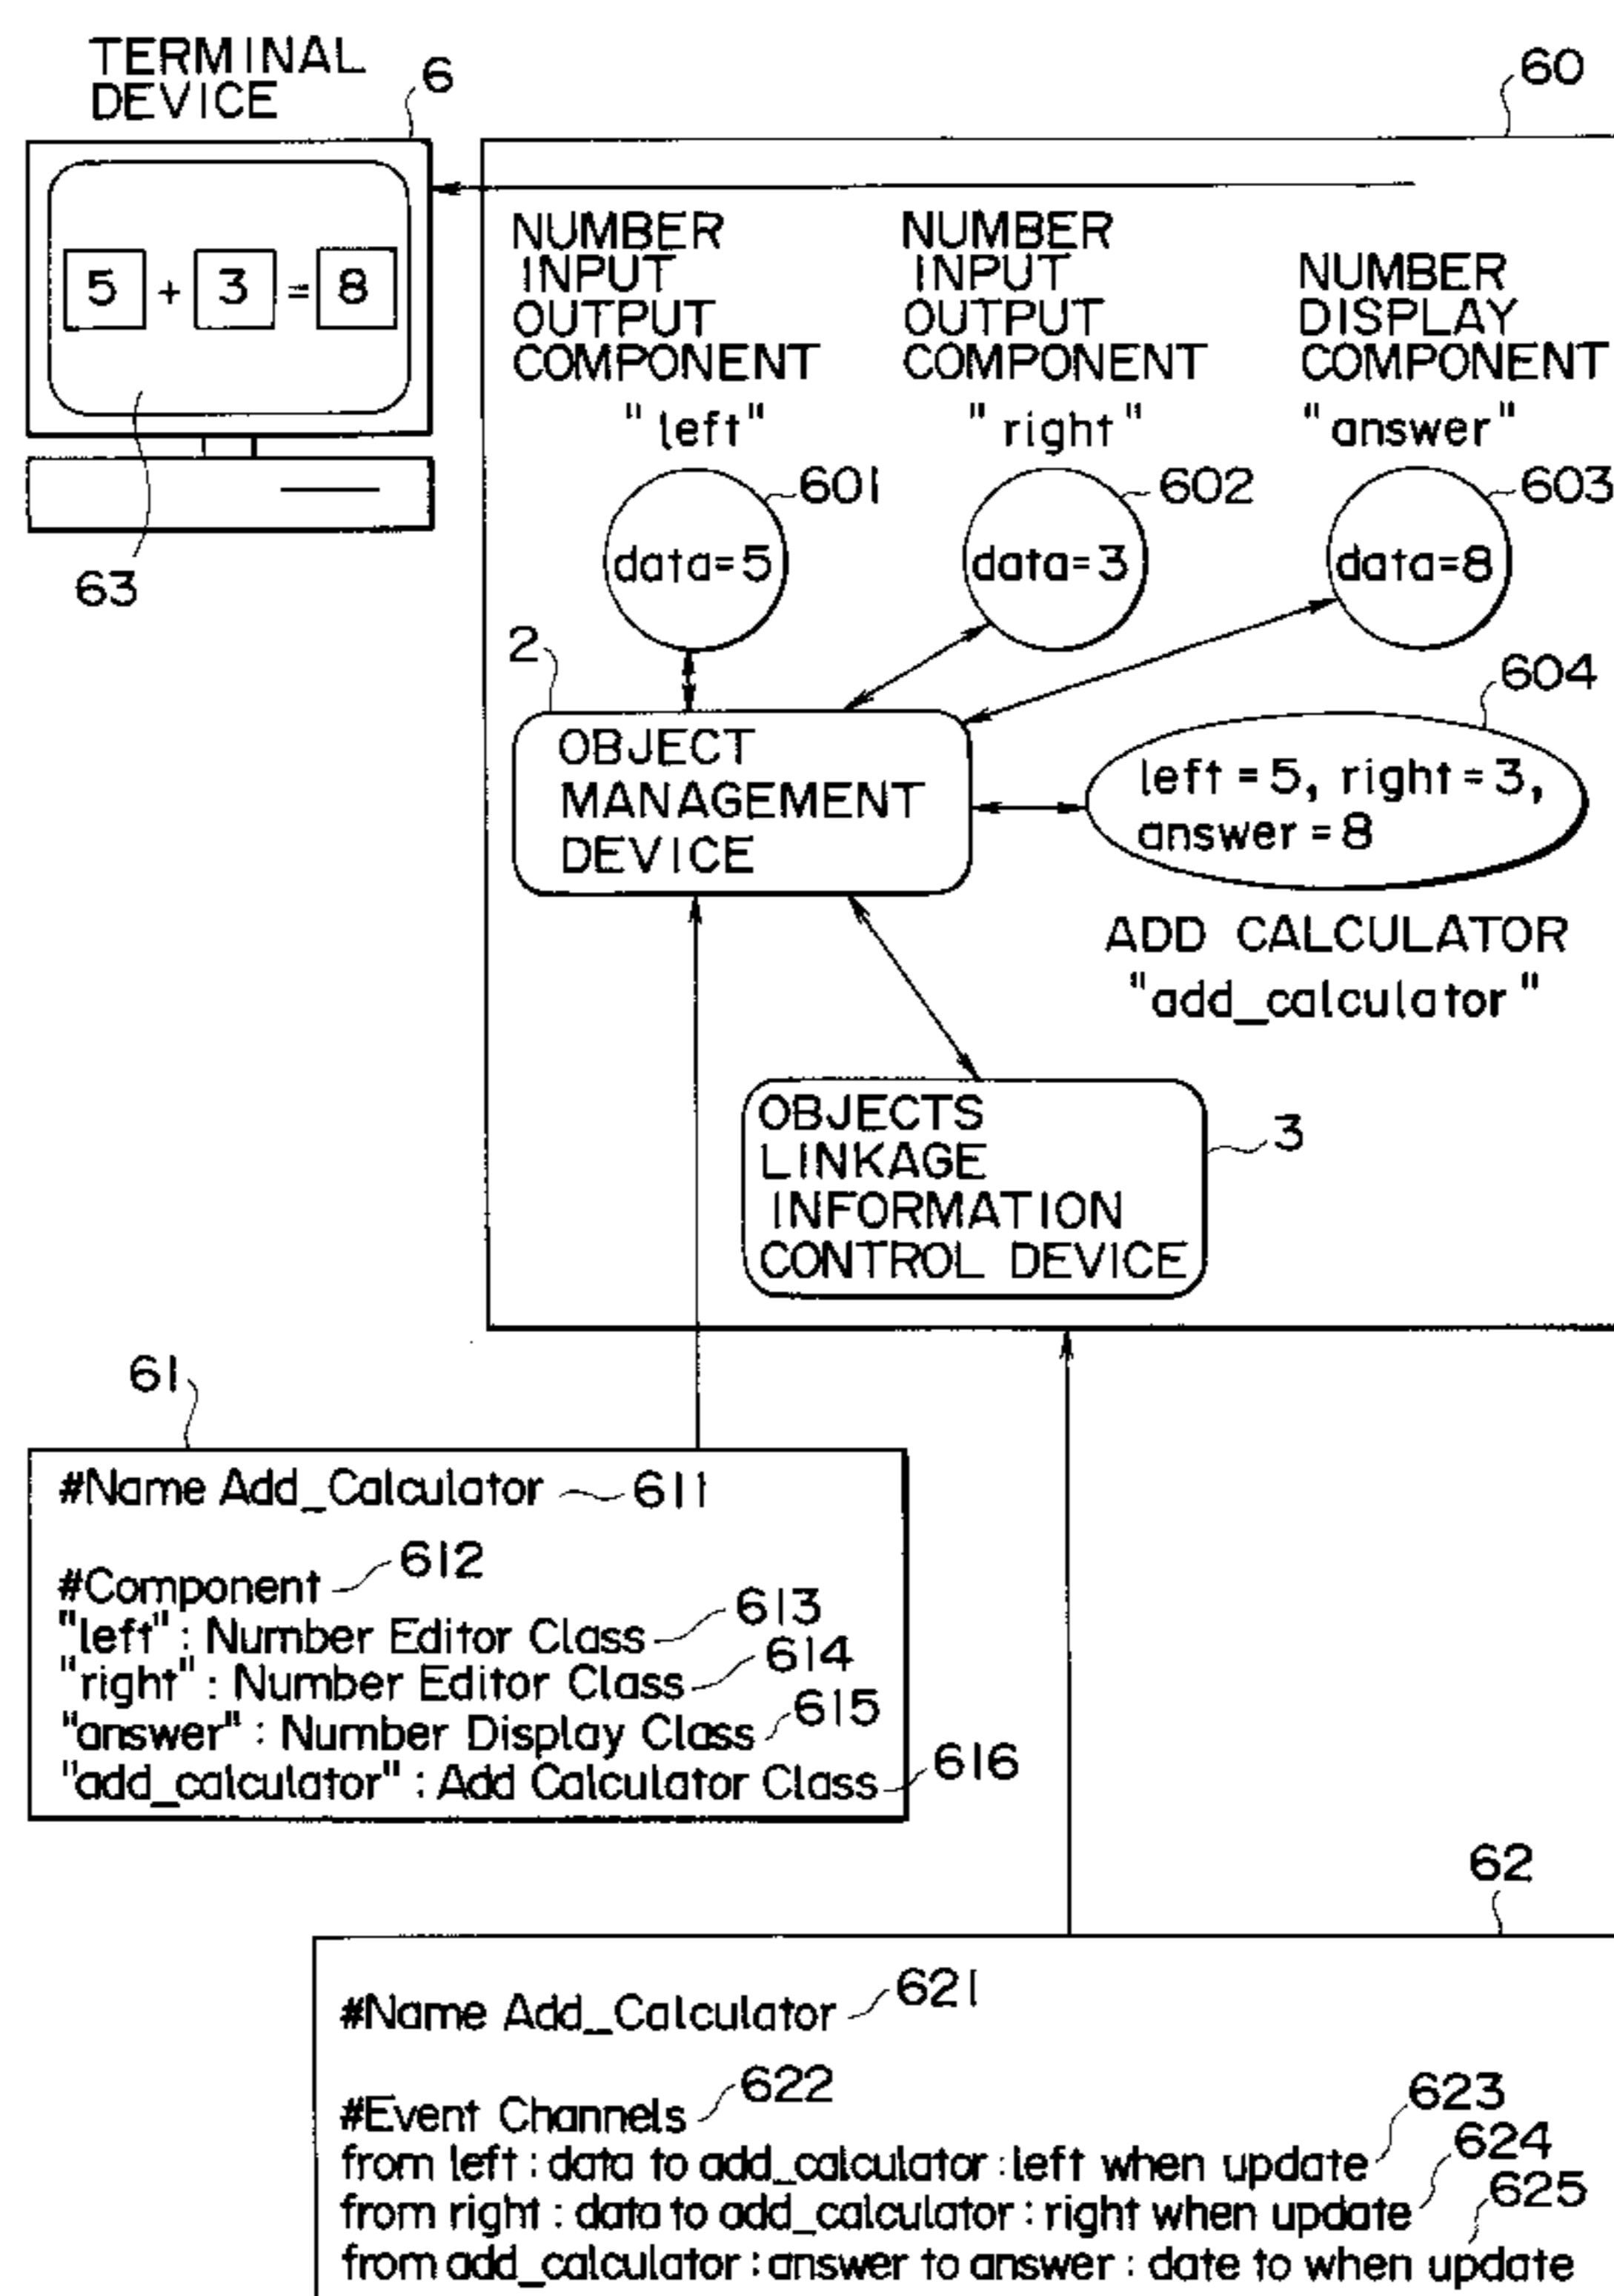 TERMINAL
DEVICE
6
60
5 + 3 = 8
63
NUMBER
INPUT
OUTPUT
COMPONENT
"left"
NUMBER
INPUT
OUTPUT
COMPONENT
"right"
NUMBER
DISPLAY
COMPONENT
"answer"
601
602
603
data=5
data=3
data=8
2
604
OBJECT
MANAGEMENT
DEVICE
left = 5, right = 3,
answer = 8
ADD CALCULATOR
"add_calculator"
OBJECTS
LINKAGE
INFORMATION
CONTROL DEVICE
3
61
#Name Add_Calculator 611
#Component 612
"left" : Number Editor Class 613
"right" : Number Editor Class 614
"answer" : Number Display Class 615
"add_calculator" : Add Calculator Class 616
62
#Name Add_Calculator 621
#Event Channels 622
from left : data to add_calculator : left when update 623
from right : data to add_calculator : right when update 624
from add_calculator : answer to answer : date to when update 625